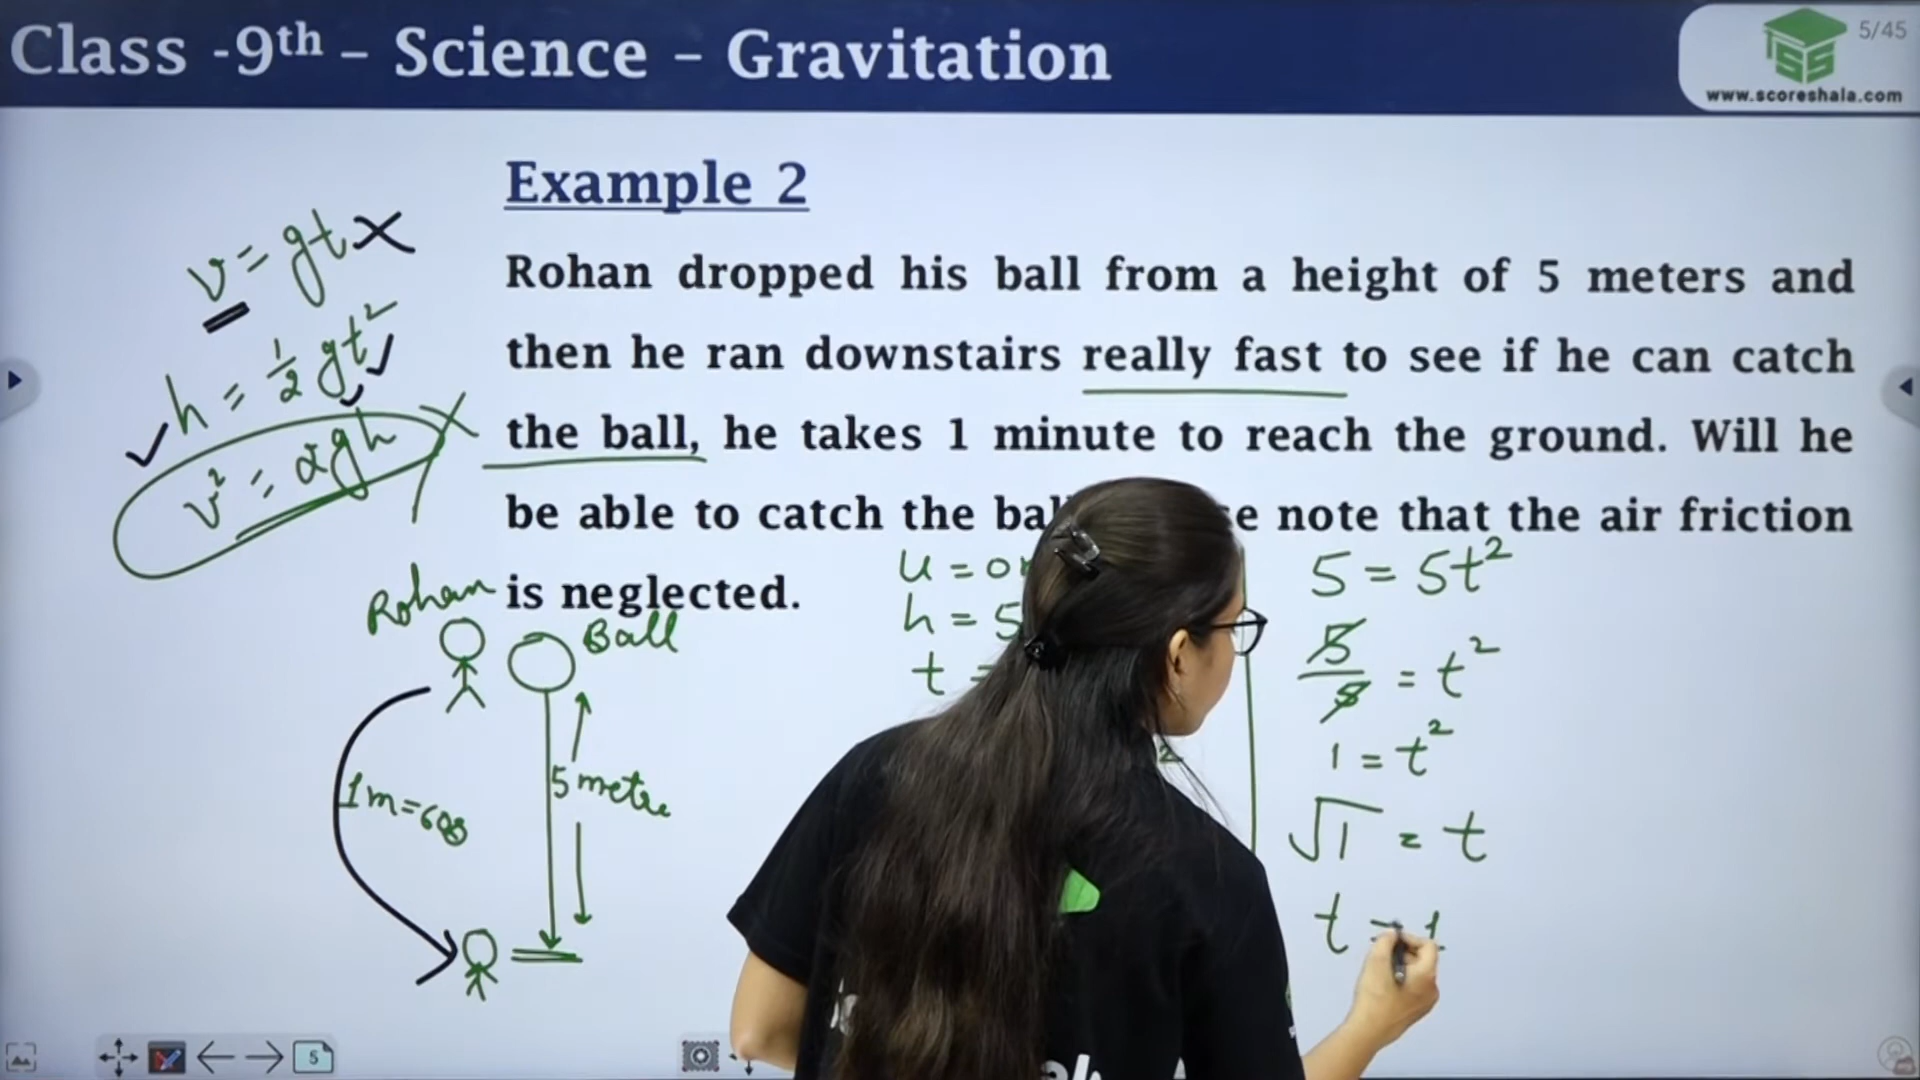 Class -9th – Science – Gravitation
5/45
www.scoreshala.com
Example 2
Rohan dropped his ball from a height of 5 meters and
then he ran downstairs really fast to see if he can catch
the ball, he takes 1 minute to reach the ground. Will he
be able to catch the note that the air friction
is neglected.
v = gt X
h = 1/2 gt²
v² = 2gh
Rohan
Ball
5 metre
u = 0
h = 5
t =
5 = 5t²
5/5 = t²
1 = t²
√1 = t
t = 1
5